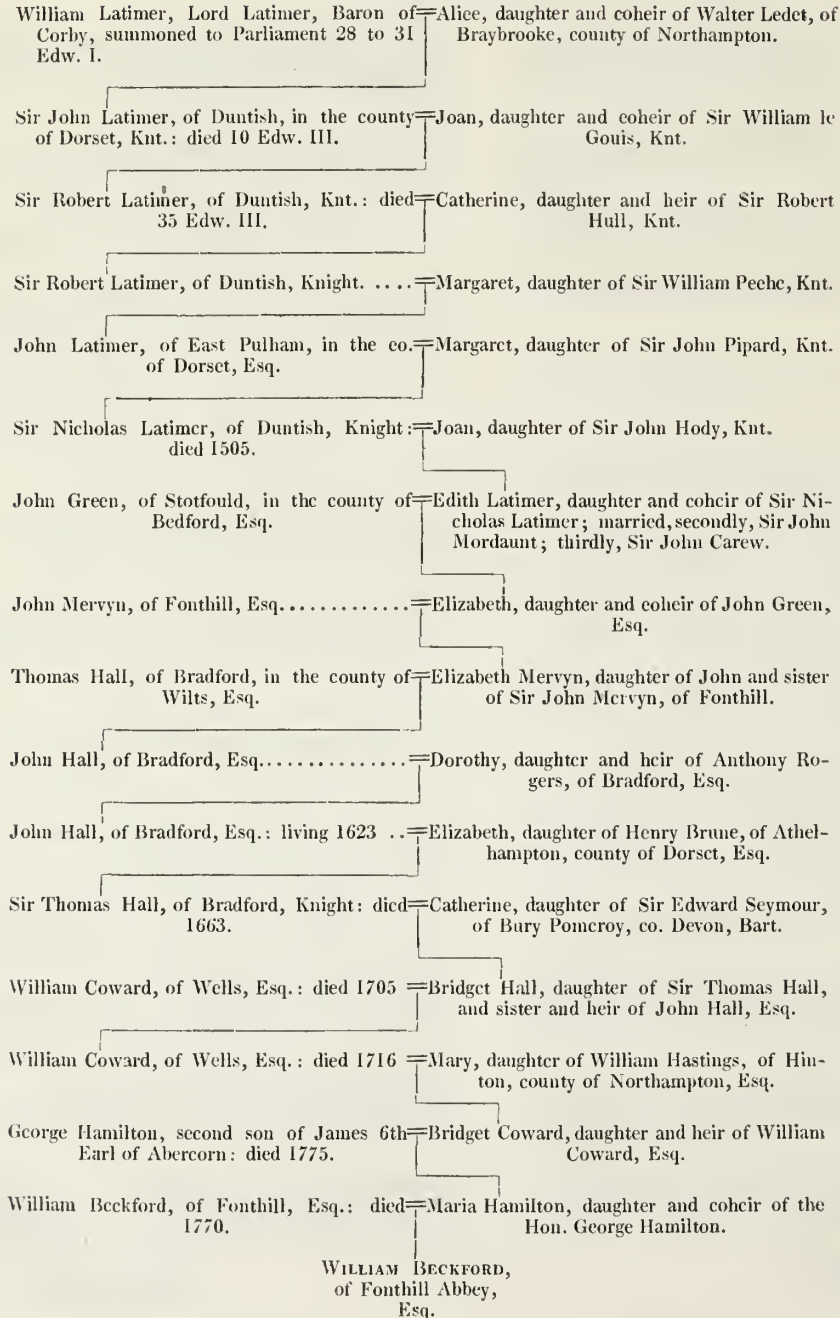 William Latimer, Lord Latimer, Baron of
Corby, summoned to Parliament 28 to 31
Edw. I.
Alice, daughter and coheir of Walter Ledet, of
Braybrooke, county of Northampton.
Sir John Latimer, of Duntish, in the county
of Dorset, Knt.: died 10 Edw. III.
Joan, daughter and coheir of Sir William le
Gouis, Knt.
Sir Robert Latimer, of Duntish, Knt.: died
35 Edw. III.
Catherine, daughter and heir of Sir Robert
Hull, Knt.
Sir Robert Latimer, of Duntish, Knight. ....
Margaret, daughter of Sir William Peche, Knt.
John Latimer, of East Pulham, in the co.
of Dorset, Esq.
Margaret, daughter of Sir John Pipard, Knt.
Sir Nicholas Latimer, of Duntish, Knight:
died 1505.
Joan, daughter of Sir John Hody, Knt.
John Green, of Stotfould, in the county of
Bedford, Esq.
Edith Latimer, daughter and coheir of Sir Ni-
cholas Latimer; married, secondly, Sir John
Mordaunt; thirdly, Sir John Carew.
John Mervyn, of Fonthill, Esq.............
Elizabeth, daughter and coheir of John Green,
Esq.
Thomas Hall, of Bradford, in the county of
Wilts, Esq.
Elizabeth Mervyn, daughter of John and sister
of Sir John Mervyn, of Fonthill.
John Hall, of Bradford, Esq...............
Dorothy, daughter and heir of Anthony Ro-
gers, of Bradford, Esq.
John Hall, of Bradford, Esq.: living 1623 ..
Elizabeth, daughter of Henry Brune, of Athel-
hampton, county of Dorset, Esq.
Sir Thomas Hall, of Bradford, Knight: died
1663.
Catherine, daughter of Sir Edward Seymour,
of Bury Pomeroy, co. Devon, Bart.
William Coward, of Wells, Esq.: died 1705
Bridget Hall, daughter of Sir Thomas Hall,
and sister and heir of John Hall, Esq.
William Coward, of Wells, Esq.: died 1716
Mary, daughter of William Hastings, of Hin-
ton, county of Northampton, Esq.
George Hamilton, second son of James 6th
Earl of Abercorn: died 1775.
Bridget Coward, daughter and heir of William
Coward, Esq.
William Beckford, of Fonthill, Esq.: died
1770.
Maria Hamilton, daughter and coheir of the
Hon. George Hamilton.
WILLIAM BECKFORD,
of Fonthill Abbey,
Esq.